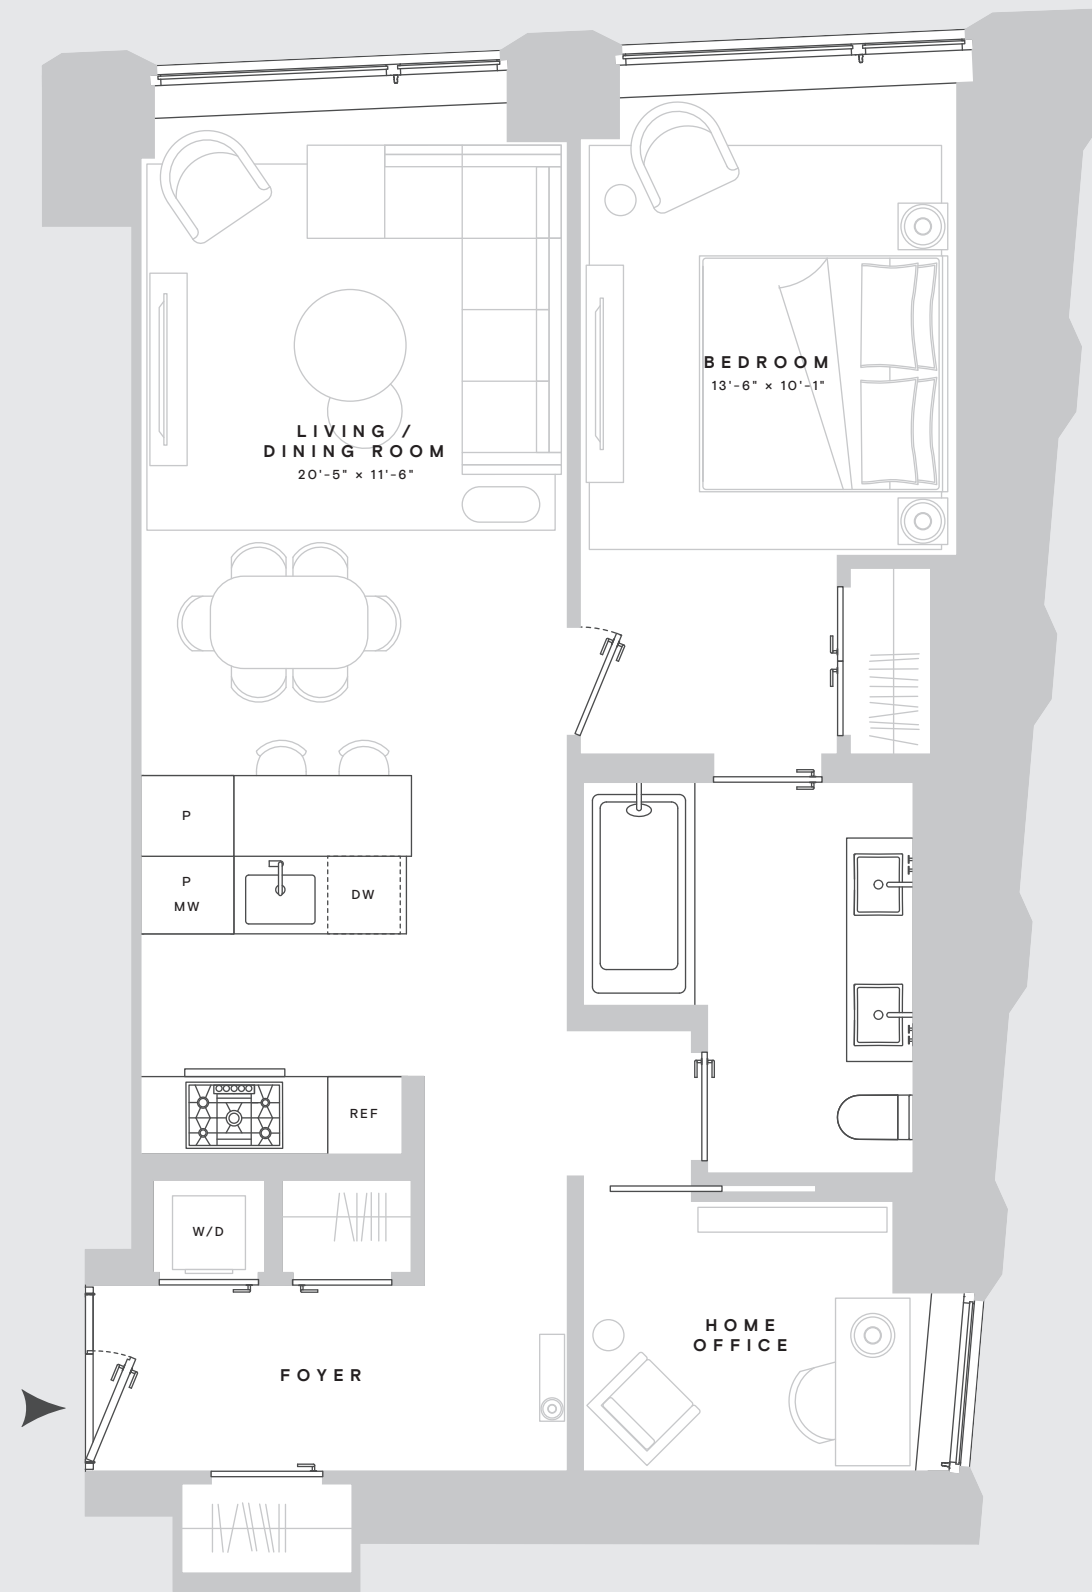 BEDROOM
13'-6" × 10'-1"
LIVING /
DINING ROOM
20'-5" × 11'-6"
P
P
MW
DW
REF
W/D
HOME
OFFICE
FOYER